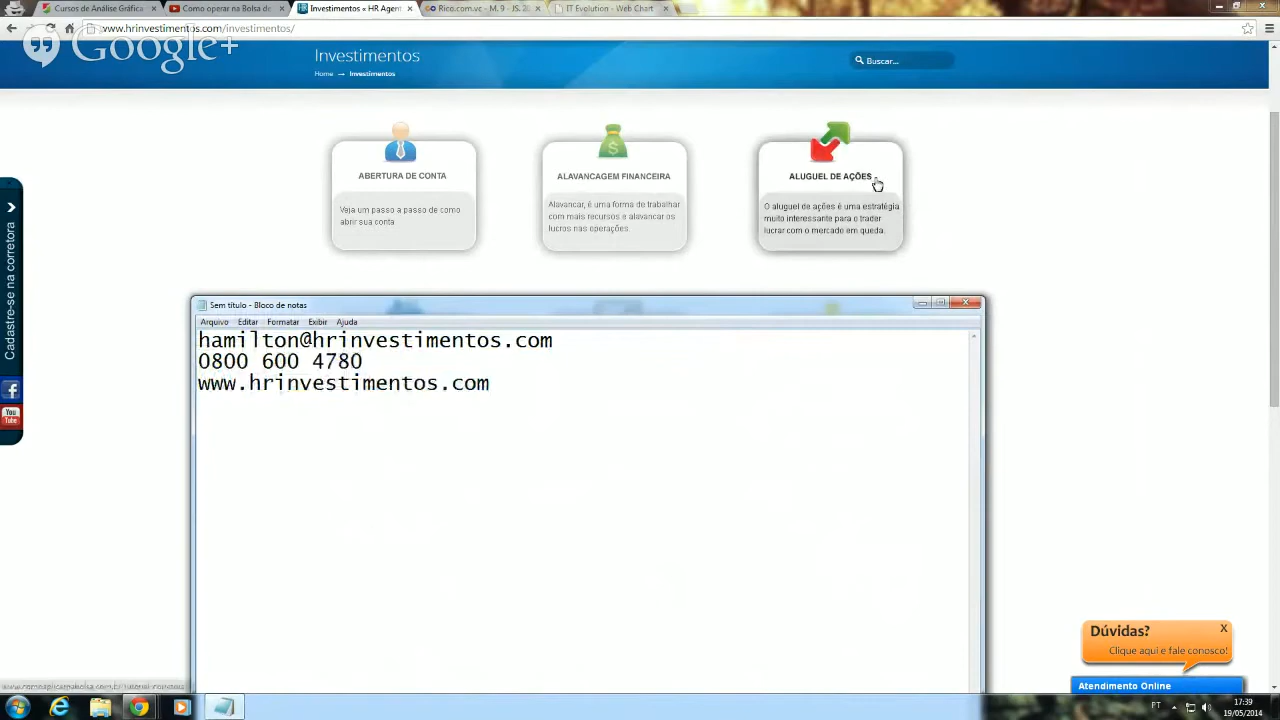 Cursos de Análise Gráfica
Como operar na Bolsa de
Investimentos « HR Agent
Rico.com.vc - M. 9 - JS. 20
IT Evolution - Web Chart
www.hrinvestimentos.com/investimentos/
Google+
Investimentos
Home → Investimentos
Buscar...
ABERTURA DE CONTA
Veja um passo a passo de como
abrir sua conta
ALAVANCAGEM FINANCEIRA
Alavancar, é uma forma de trabalhar
com mais recursos e alavancar os
lucros nas operações.
ALUGUEL DE AÇÕES
O aluguel de ações é uma estratégia
muito interessante para o trader
lucrar com o mercado em queda.
Cadastre-se na corretora
You
Tube
Sem título - Bloco de notas
Arquivo Editar Formatar Exibir Ajuda
hamilton@hrinvestimentos.com
0800 600 4780
www.hrinvestimentos.com
Dúvidas? X
Clique aqui e fale conosco!
Atendimento Online
PT
17:39
19/05/2014